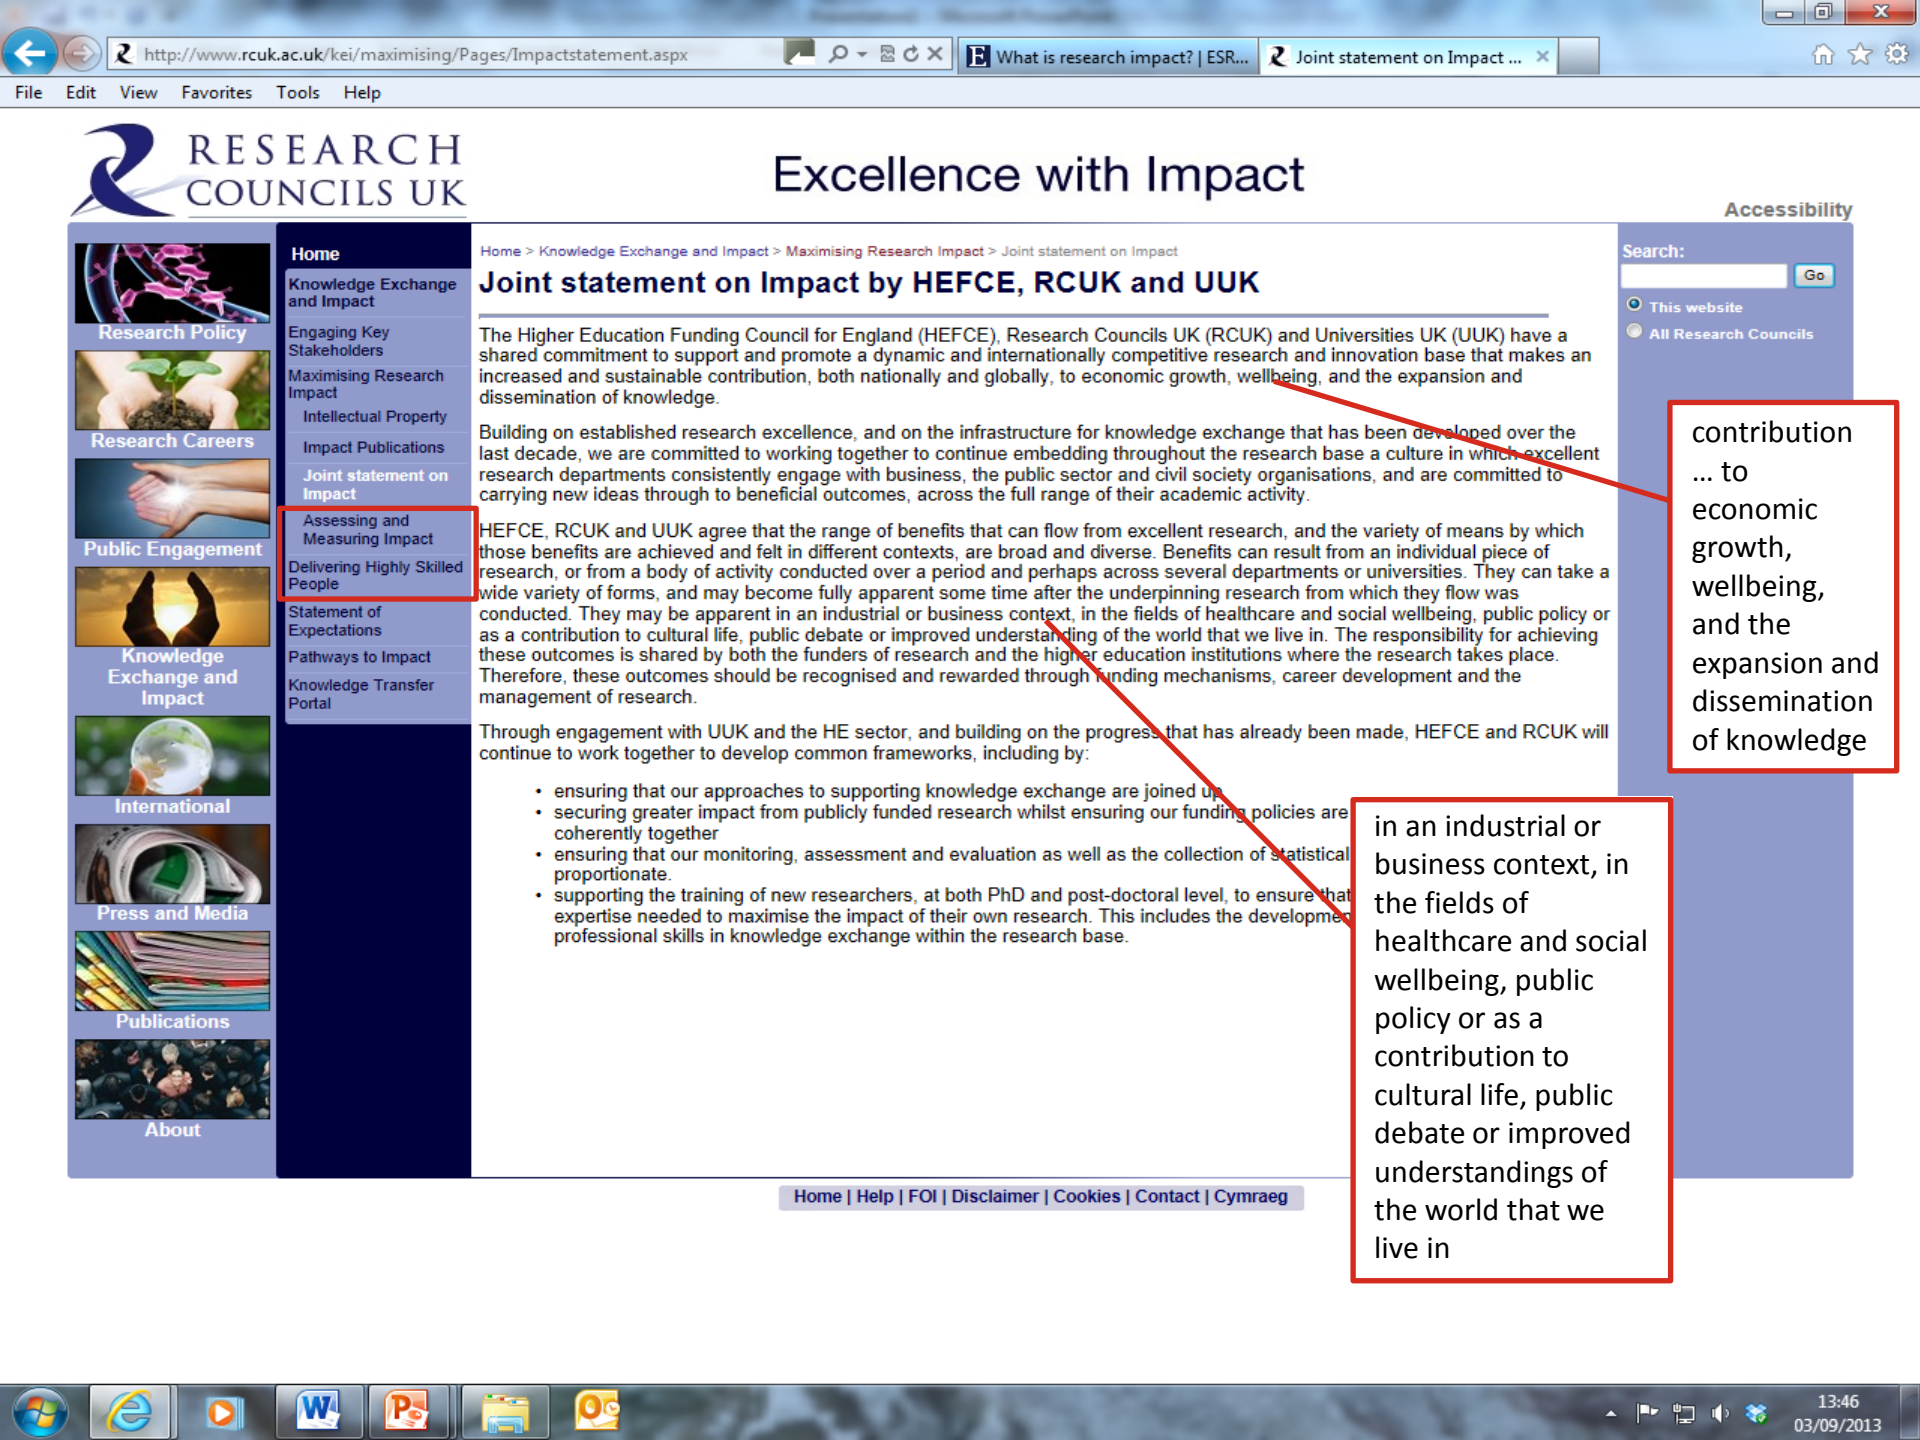 http://www.rcuk.ac.uk/kei/maximising/Pages/Impactstatement.aspx
What is research impact? | ESR...
Joint statement on Impact ...
File Edit View Favorites Tools Help
RESEARCH
COUNCILS UK
Excellence with Impact
Accessibility
Research Policy
Research Careers
Public Engagement
Knowledge
Exchange and
Impact
International
Press and Media
Publications
About
Home
Knowledge Exchange
and Impact
Engaging Key
Stakeholders
Maximising Research
Impact
Intellectual Property
Impact Publications
Joint statement on
Impact
Assessing and
Measuring Impact
Delivering Highly Skilled
People
Statement of
Expectations
Pathways to Impact
Knowledge Transfer
Portal
Home > Knowledge Exchange and Impact > Maximising Research Impact > Joint statement on Impact
Joint statement on Impact by HEFCE, RCUK and UUK
The Higher Education Funding Council for England (HEFCE), Research Councils UK (RCUK) and Universities UK (UUK) have a
shared commitment to support and promote a dynamic and internationally competitive research and innovation base that makes an
increased and sustainable contribution, both nationally and globally, to economic growth, wellbeing, and the expansion and
dissemination of knowledge.
Building on established research excellence, and on the infrastructure for knowledge exchange that has been developed over the
last decade, we are committed to working together to continue embedding throughout the research base a culture in which excellent
research departments consistently engage with business, the public sector and civil society organisations, and are committed to
carrying new ideas through to beneficial outcomes, across the full range of their academic activity.
HEFCE, RCUK and UUK agree that the range of benefits that can flow from excellent research, and the variety of means by which
those benefits are achieved and felt in different contexts, are broad and diverse. Benefits can result from an individual piece of
research, or from a body of activity conducted over a period and perhaps across several departments or universities. They can take a
wide variety of forms, and may become fully apparent some time after the underpinning research from which they flow was
conducted. They may be apparent in an industrial or business context, in the fields of healthcare and social wellbeing, public policy or
as a contribution to cultural life, public debate or improved understanding of the world that we live in. The responsibility for achieving
these outcomes is shared by both the funders of research and the higher education institutions where the research takes place.
Therefore, these outcomes should be recognised and rewarded through funding mechanisms, career development and the
management of research.
Through engagement with UUK and the HE sector, and building on the progress that has already been made, HEFCE and RCUK will
continue to work together to develop common frameworks, including by:
• ensuring that our approaches to supporting knowledge exchange are joined up
• securing greater impact from publicly funded research whilst ensuring our funding policies are
coherently together
• ensuring that our monitoring, assessment and evaluation as well as the collection of statistical
proportionate.
• supporting the training of new researchers, at both PhD and post-doctoral level, to ensure that
expertise needed to maximise the impact of their own research. This includes the developmen
professional skills in knowledge exchange within the research base.
Search:
Go
This website
All Research Councils
contribution
... to
economic
growth,
wellbeing,
and the
expansion and
dissemination
of knowledge
in an industrial or
business context, in
the fields of
healthcare and social
wellbeing, public
policy or as a
contribution to
cultural life, public
debate or improved
understandings of
the world that we
live in
Home | Help | FOI | Disclaimer | Cookies | Contact | Cymraeg
13:46
03/09/2013